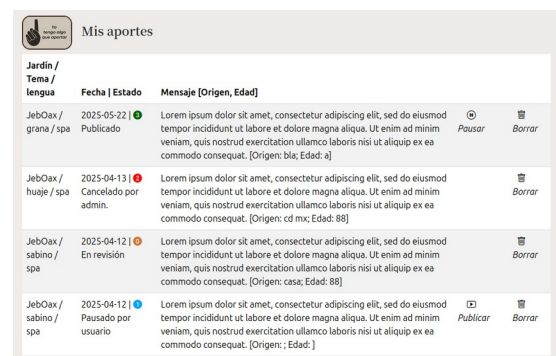 Yo
tengo algo
que aportar
Mis aportes
Jardín /
Tema /
lengua
Fecha | Estado
Mensaje [Origen, Edad]
JebOax /
grana / spa
2025-05-22 | 3
Publicado
Lorem ipsum dolor sit amet, consectetur adipiscing elit, sed do eiusmod
tempor incididunt ut labore et dolore magna aliqua. Ut enim ad minim
veniam, quis nostrud exercitation ullamco laboris nisi ut aliquip ex ea
commodo consequat. [Origen: bla; Edad: a]
Pausar
Borrar
JebOax /
huaje / spa
2025-04-13 | 2
Cancelado por
admin.
Lorem ipsum dolor sit amet, consectetur adipiscing elit, sed do eiusmod
tempor incididunt ut labore et dolore magna aliqua. Ut enim ad minim
veniam, quis nostrud exercitation ullamco laboris nisi ut aliquip ex ea
commodo consequat. [Origen: cd mx; Edad: 88]
Borrar
JebOax /
sabino /
spa
2025-04-12 | 0
En revisión
Lorem ipsum dolor sit amet, consectetur adipiscing elit, sed do eiusmod
tempor incididunt ut labore et dolore magna aliqua. Ut enim ad minim
veniam, quis nostrud exercitation ullamco laboris nisi ut aliquip ex ea
commodo consequat. [Origen: casa; Edad: 88]
Borrar
JebOax /
sabino /
spa
2025-04-12 | 1
Pausado por
usuario
Lorem ipsum dolor sit amet, consectetur adipiscing elit, sed do eiusmod
tempor incididunt ut labore et dolore magna aliqua. Ut enim ad minim
veniam, quis nostrud exercitation ullamco laboris nisi ut aliquip ex ea
commodo consequat. [Origen: ; Edad: ]
Publicar
Borrar